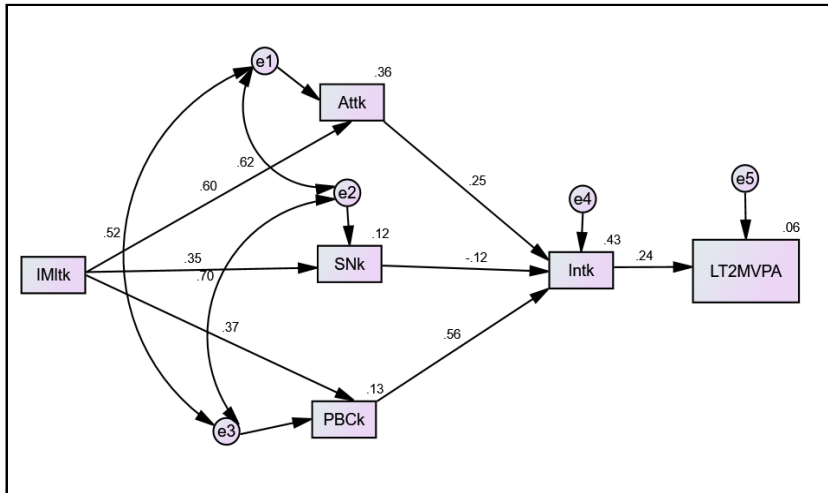 e1
.36
Attk
.62
.60
.25
e2
e4
e5
.52
.12
.43
.06
.35
SNk
-.12
IMltk
.70
Intk
.24
LT2MVPA
.37
.56
.13
PBCk
e3